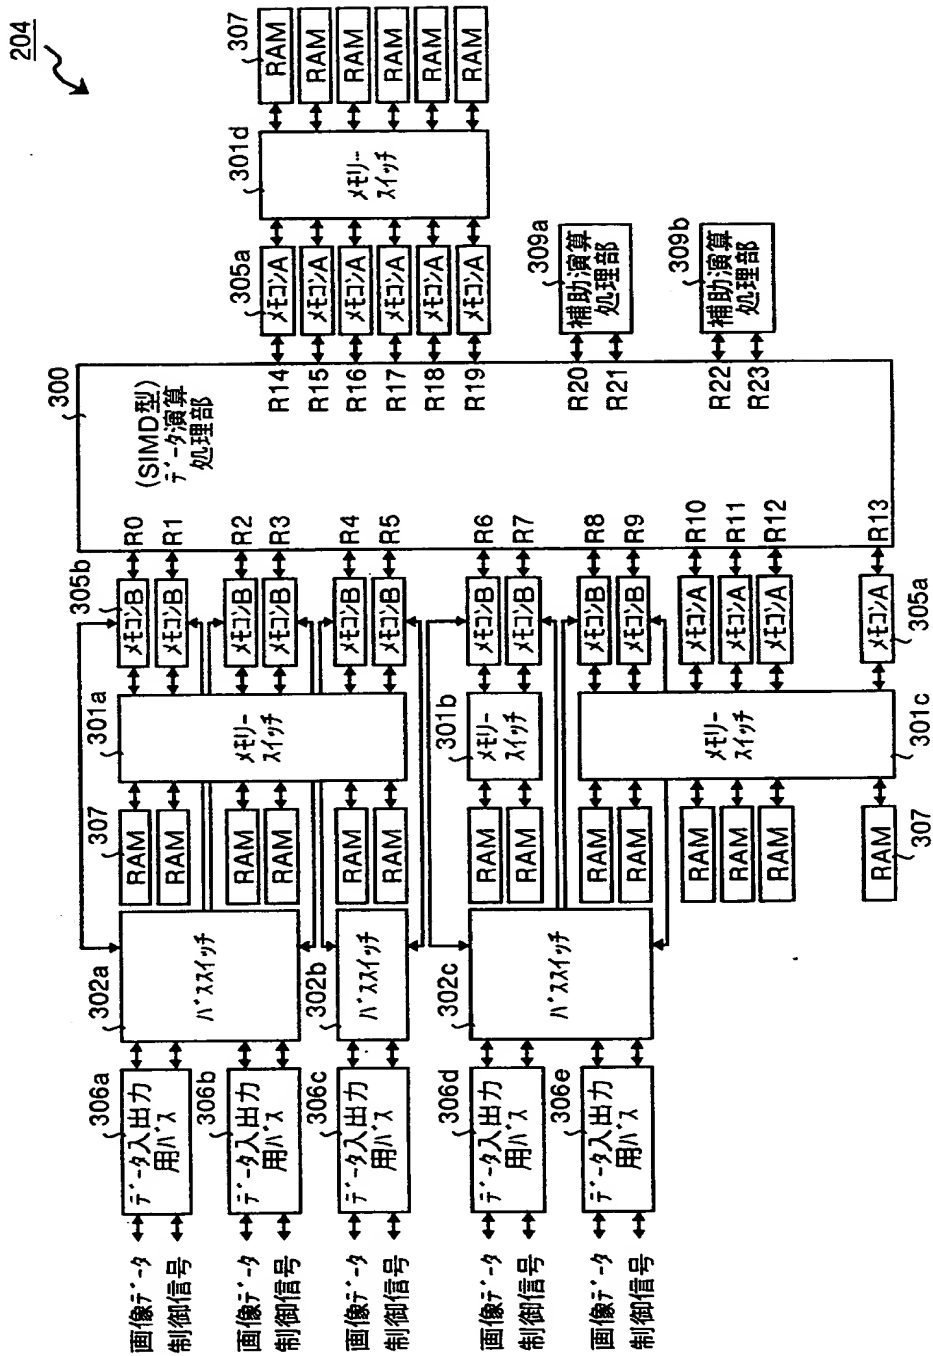 204
307
RAM
RAM
RAM
RAM
RAM
RAM
301d
メモリー
スイッチ
305a
メモコンA
メモコンA
メモコンA
メモコンA
メモコンA
メモコンA
309a
補助演算
処理部
309b
補助演算
処理部
300
(SIMD型)
データ演算
処理部
R14
R15
R16
R17
R18
R19
R20
R21
R22
R23
R0
R1
R2
R3
R4
R5
R6
R7
R8
R9
R10
R11
R12
R13
305b
メモコンB
メモコンB
メモコンB
メモコンB
メモコンB
メモコンB
メモコンB
メモコンB
メモコンB
メモコンB
メモコンA
メモコンA
メモコンA
メモコンA
305a
301a
メモリー
スイッチ
301b
メモリー
スイッチ
メモリー
スイッチ
301c
307
RAM
RAM
RAM
RAM
RAM
RAM
RAM
RAM
RAM
RAM
RAM
RAM
RAM
RAM
307
302a
バススイッチ
302b
バススイッチ
302c
バススイッチ
306a
データ入出力
用バス
306b
データ入出力
用バス
306c
データ入出力
用バス
306d
データ入出力
用バス
306e
データ入出力
用バス
画像データ
制御信号
画像データ
制御信号
画像データ
制御信号
画像データ
制御信号
画像データ
制御信号